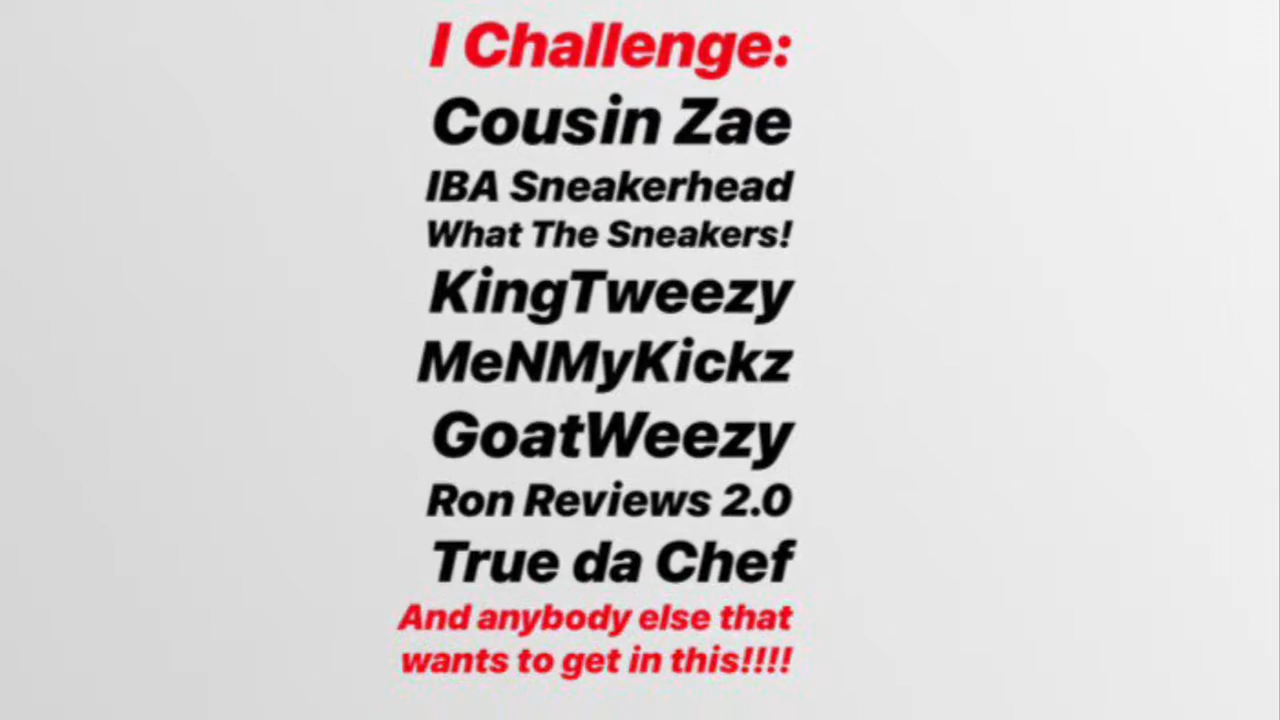 I Challenge:
Cousin Zae
IBA Sneakerhead
What The Sneakers!
KingTweezy
MeNMyKickz
GoatWeezy
Ron Reviews 2.0
True da Chef
And anybody else that
wants to get in this!!!!